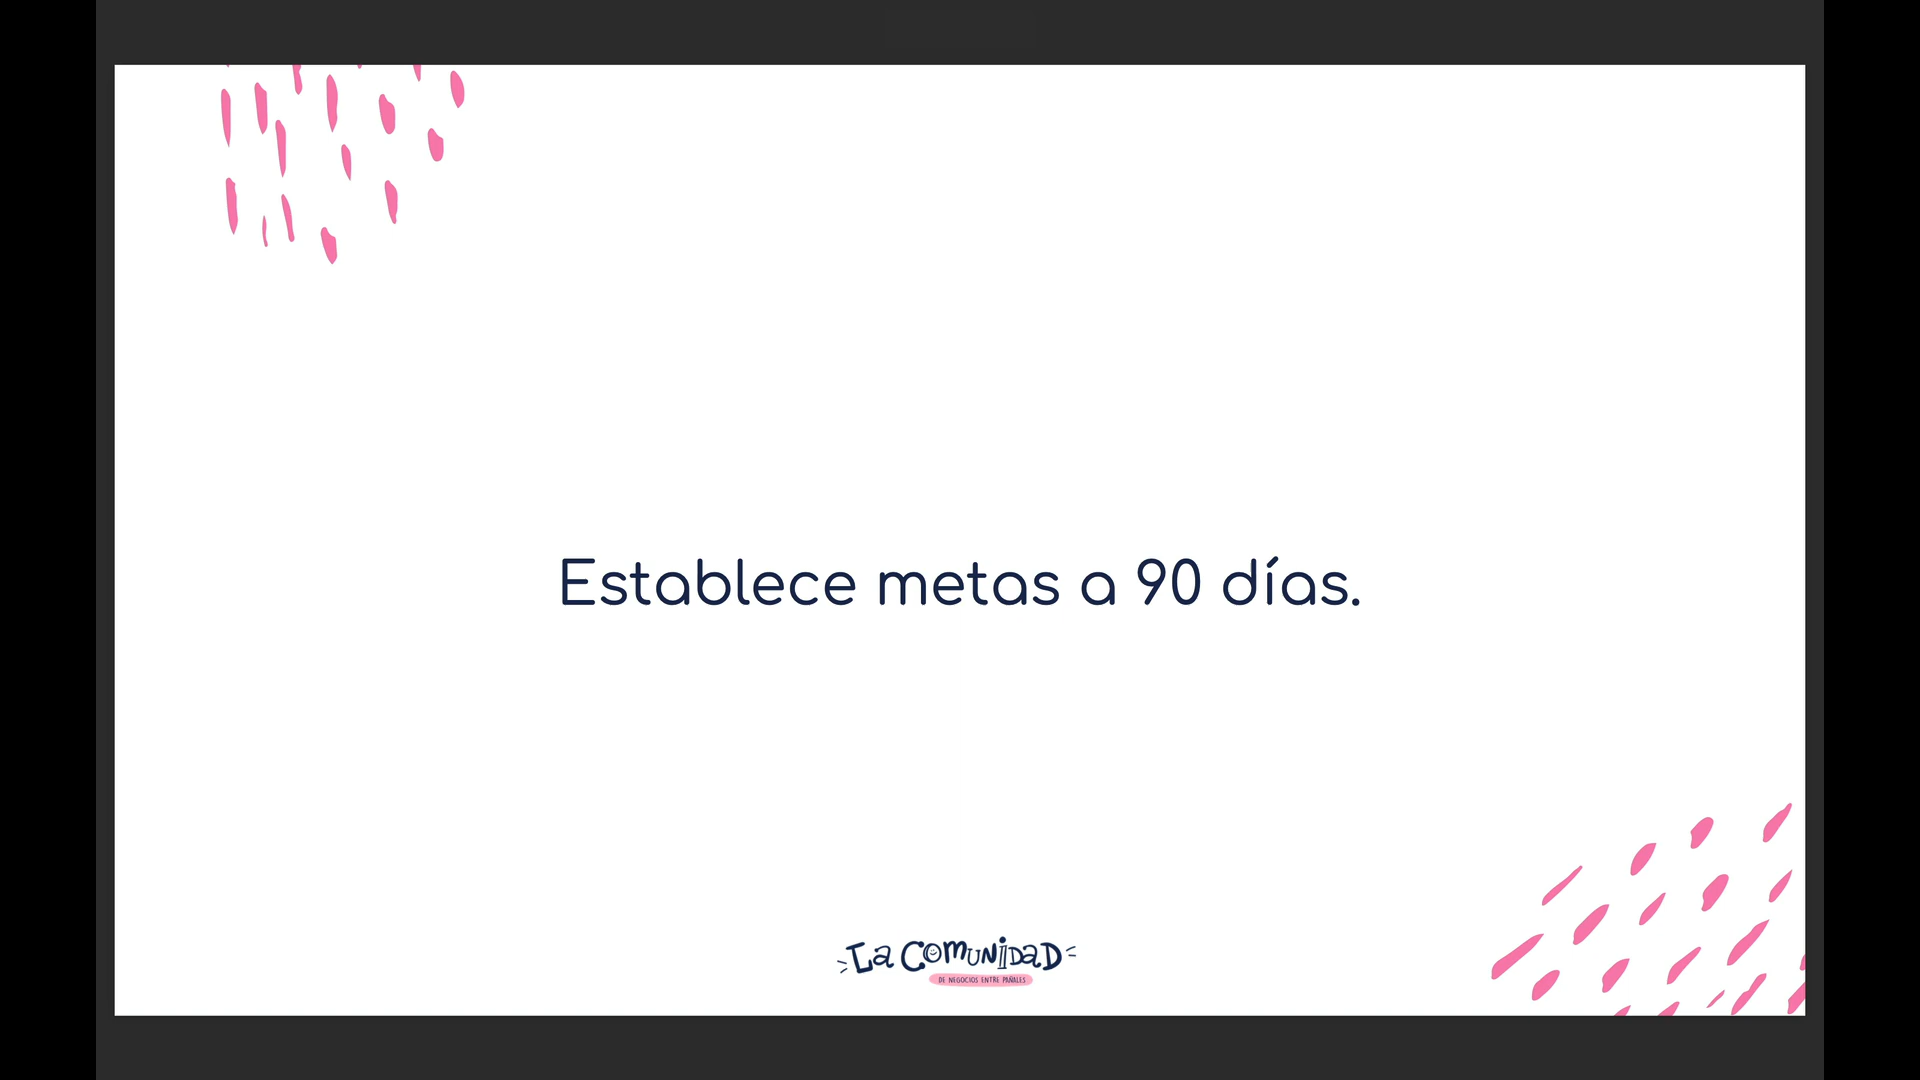 Establece metas a 90 días.
La Comunidad
DE NEGOCIOS ENTRE PAÑALES